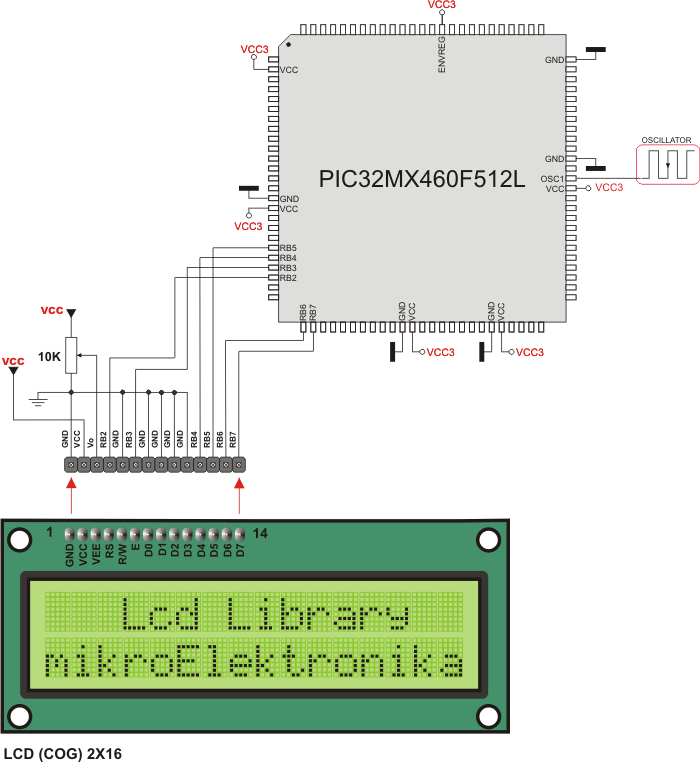 VCC3
ENVREG
VCC3
VCC
GND
GND
OSCILLATOR
PIC32MX460F512L
OSC1
VCC
VCC3
GND
VCC
VCC3
RB5
RB4
RB3
RB2
RB6
RB7
GND
VCC
VCC3
GND
VCC
VCC3
vcc
10K
vcc
GND
VCC
Vo
RB2
GND
RB3
GND
GND
GND
GND
RB4
RB5
RB6
RB7
1
14
GND
VCC
VEE
RS
R/W
E
D0
D1
D2
D3
D4
D5
D6
D7
Lcd Library
mikroElektronika
LCD (COG) 2X16